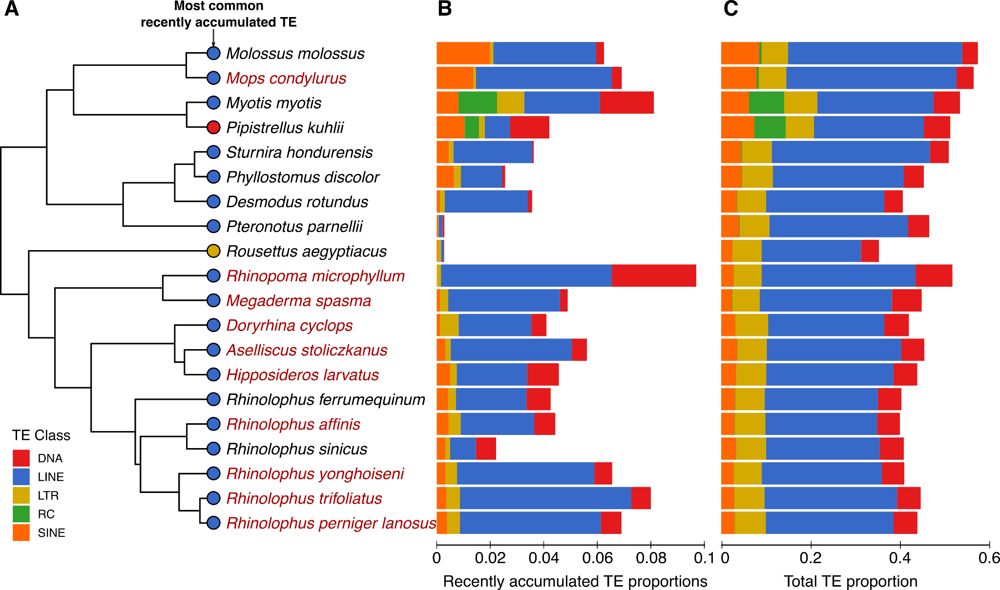 A
Most common
recently accumulated TE
B
C
Molossus molossus
Mops condylurus
Myotis myotis
Pipistrellus kuhlii
Sturnira hondurensis
Phyllostomus discolor
Desmodus rotundus
Pteronotus parnellii
Rousettus aegyptiacus
Rhinopoma microphyllum
Megaderma spasma
Doryrhina cyclops
Aselliscus stoliczkanus
Hipposideros larvatus
Rhinolophus ferrumequinum
Rhinolophus affinis
Rhinolophus sinicus
Rhinolophus yonghoiseni
Rhinolophus trifoliatus
Rhinolophus perniger lanosus
TE Class
DNA
LINE
LTR
RC
SINE
0 0.02 0.04 0.06 0.08 0.1
Recently accumulated TE proportions
0 0.2 0.4 0.6
Total TE proportion